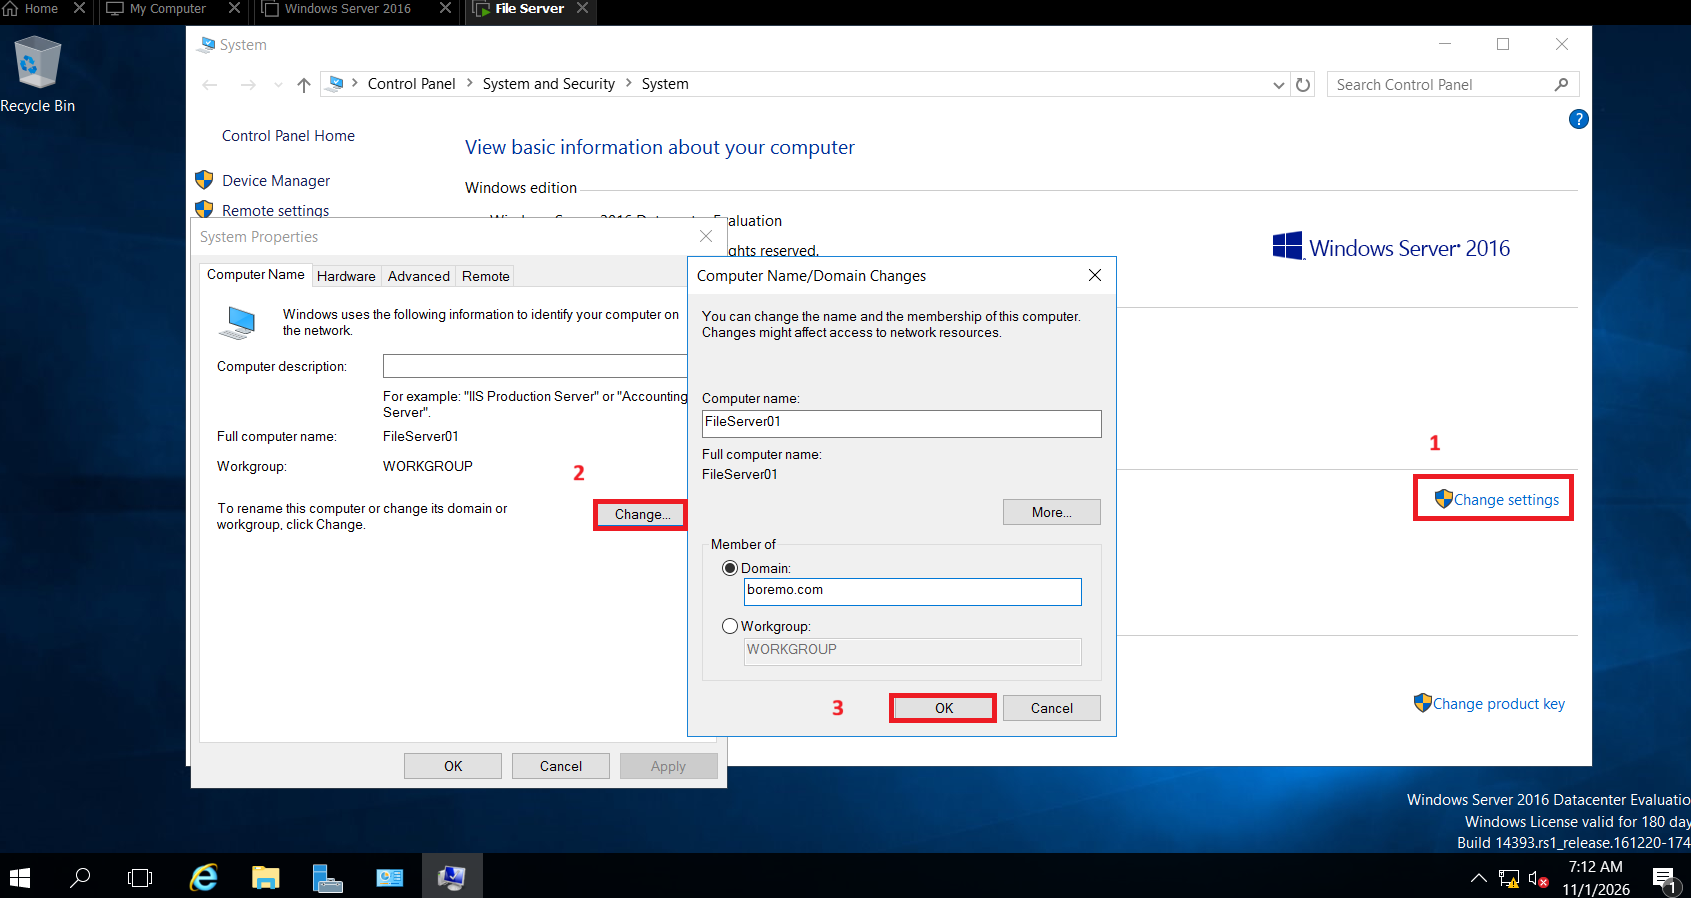 Home
My Computer
Windows Server 2016
File Server
Recycle Bin
System
Control Panel > System and Security > System
Search Control Panel
?
Control Panel Home
View basic information about your computer
Device Manager
Windows edition
Remote settings
Windows Server 2016 Datacenter Evaluation
ghts reserved.
Windows Server® 2016
System Properties
Computer Name
Hardware
Advanced
Remote
Windows uses the following information to identify your computer on
the network.
Computer description:
For example: "IIS Production Server" or "Accounting
Server".
Full computer name:
FileServer01
Workgroup:
WORKGROUP
2
To rename this computer or change its domain or
workgroup, click Change.
Change...
OK
Cancel
Apply
Computer Name/Domain Changes
You can change the name and the membership of this computer.
Changes might affect access to network resources.
Computer name:
FileServer01
Full computer name:
FileServer01
More...
Member of
Domain:
boremo.com
Workgroup:
WORKGROUP
3
OK
Cancel
1
Change settings
Change product key
Windows Server 2016 Datacenter Evaluatio
Windows License valid for 180 day
Build 14393.rs1_release.161220-174
7:12 AM
11/1/2026
1